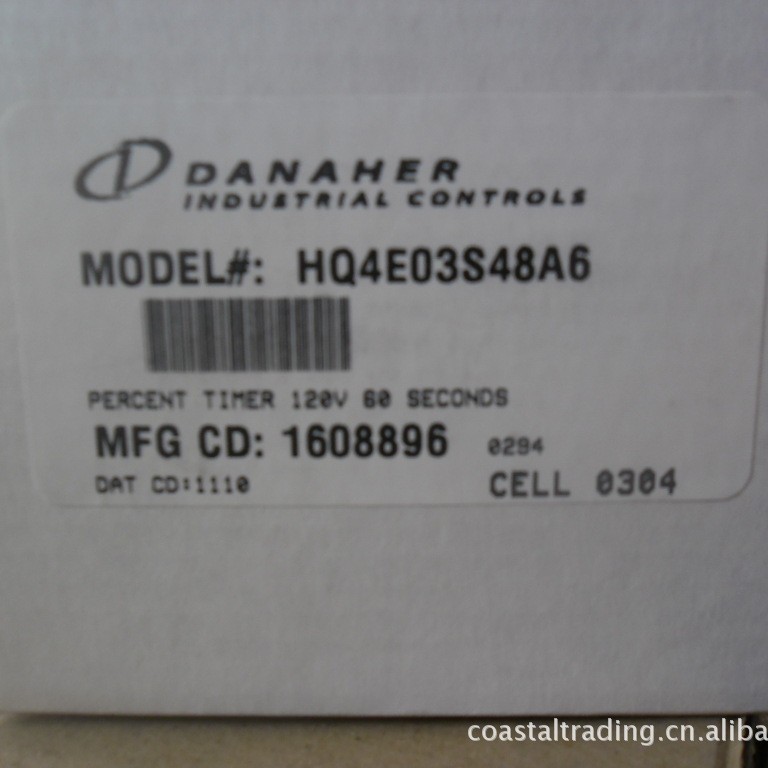 DANAHER
INDUSTRIAL CONTROLS
MODEL#: HQ4E03S48A6
PERCENT TIMER 120V 60 SECONDS
MFG CD: 1608896 0294
DAT CD:1110 CELL 0304
coastaltrading.cn.aliba